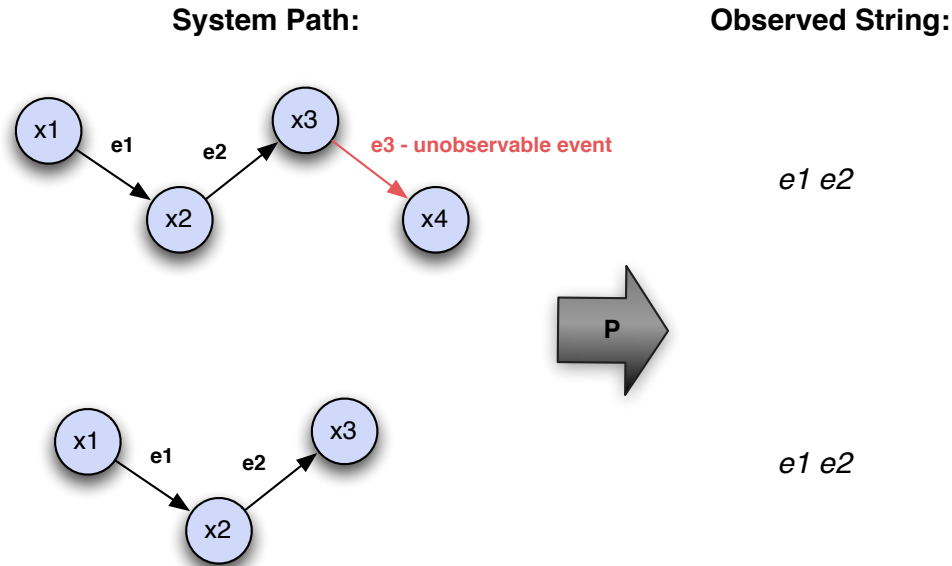 System Path:
Observed String:
x1
e1
x2
e2
x3
e3 - unobservable event
x4
e1 e2
P
x1
e1
x2
e2
x3
e1 e2